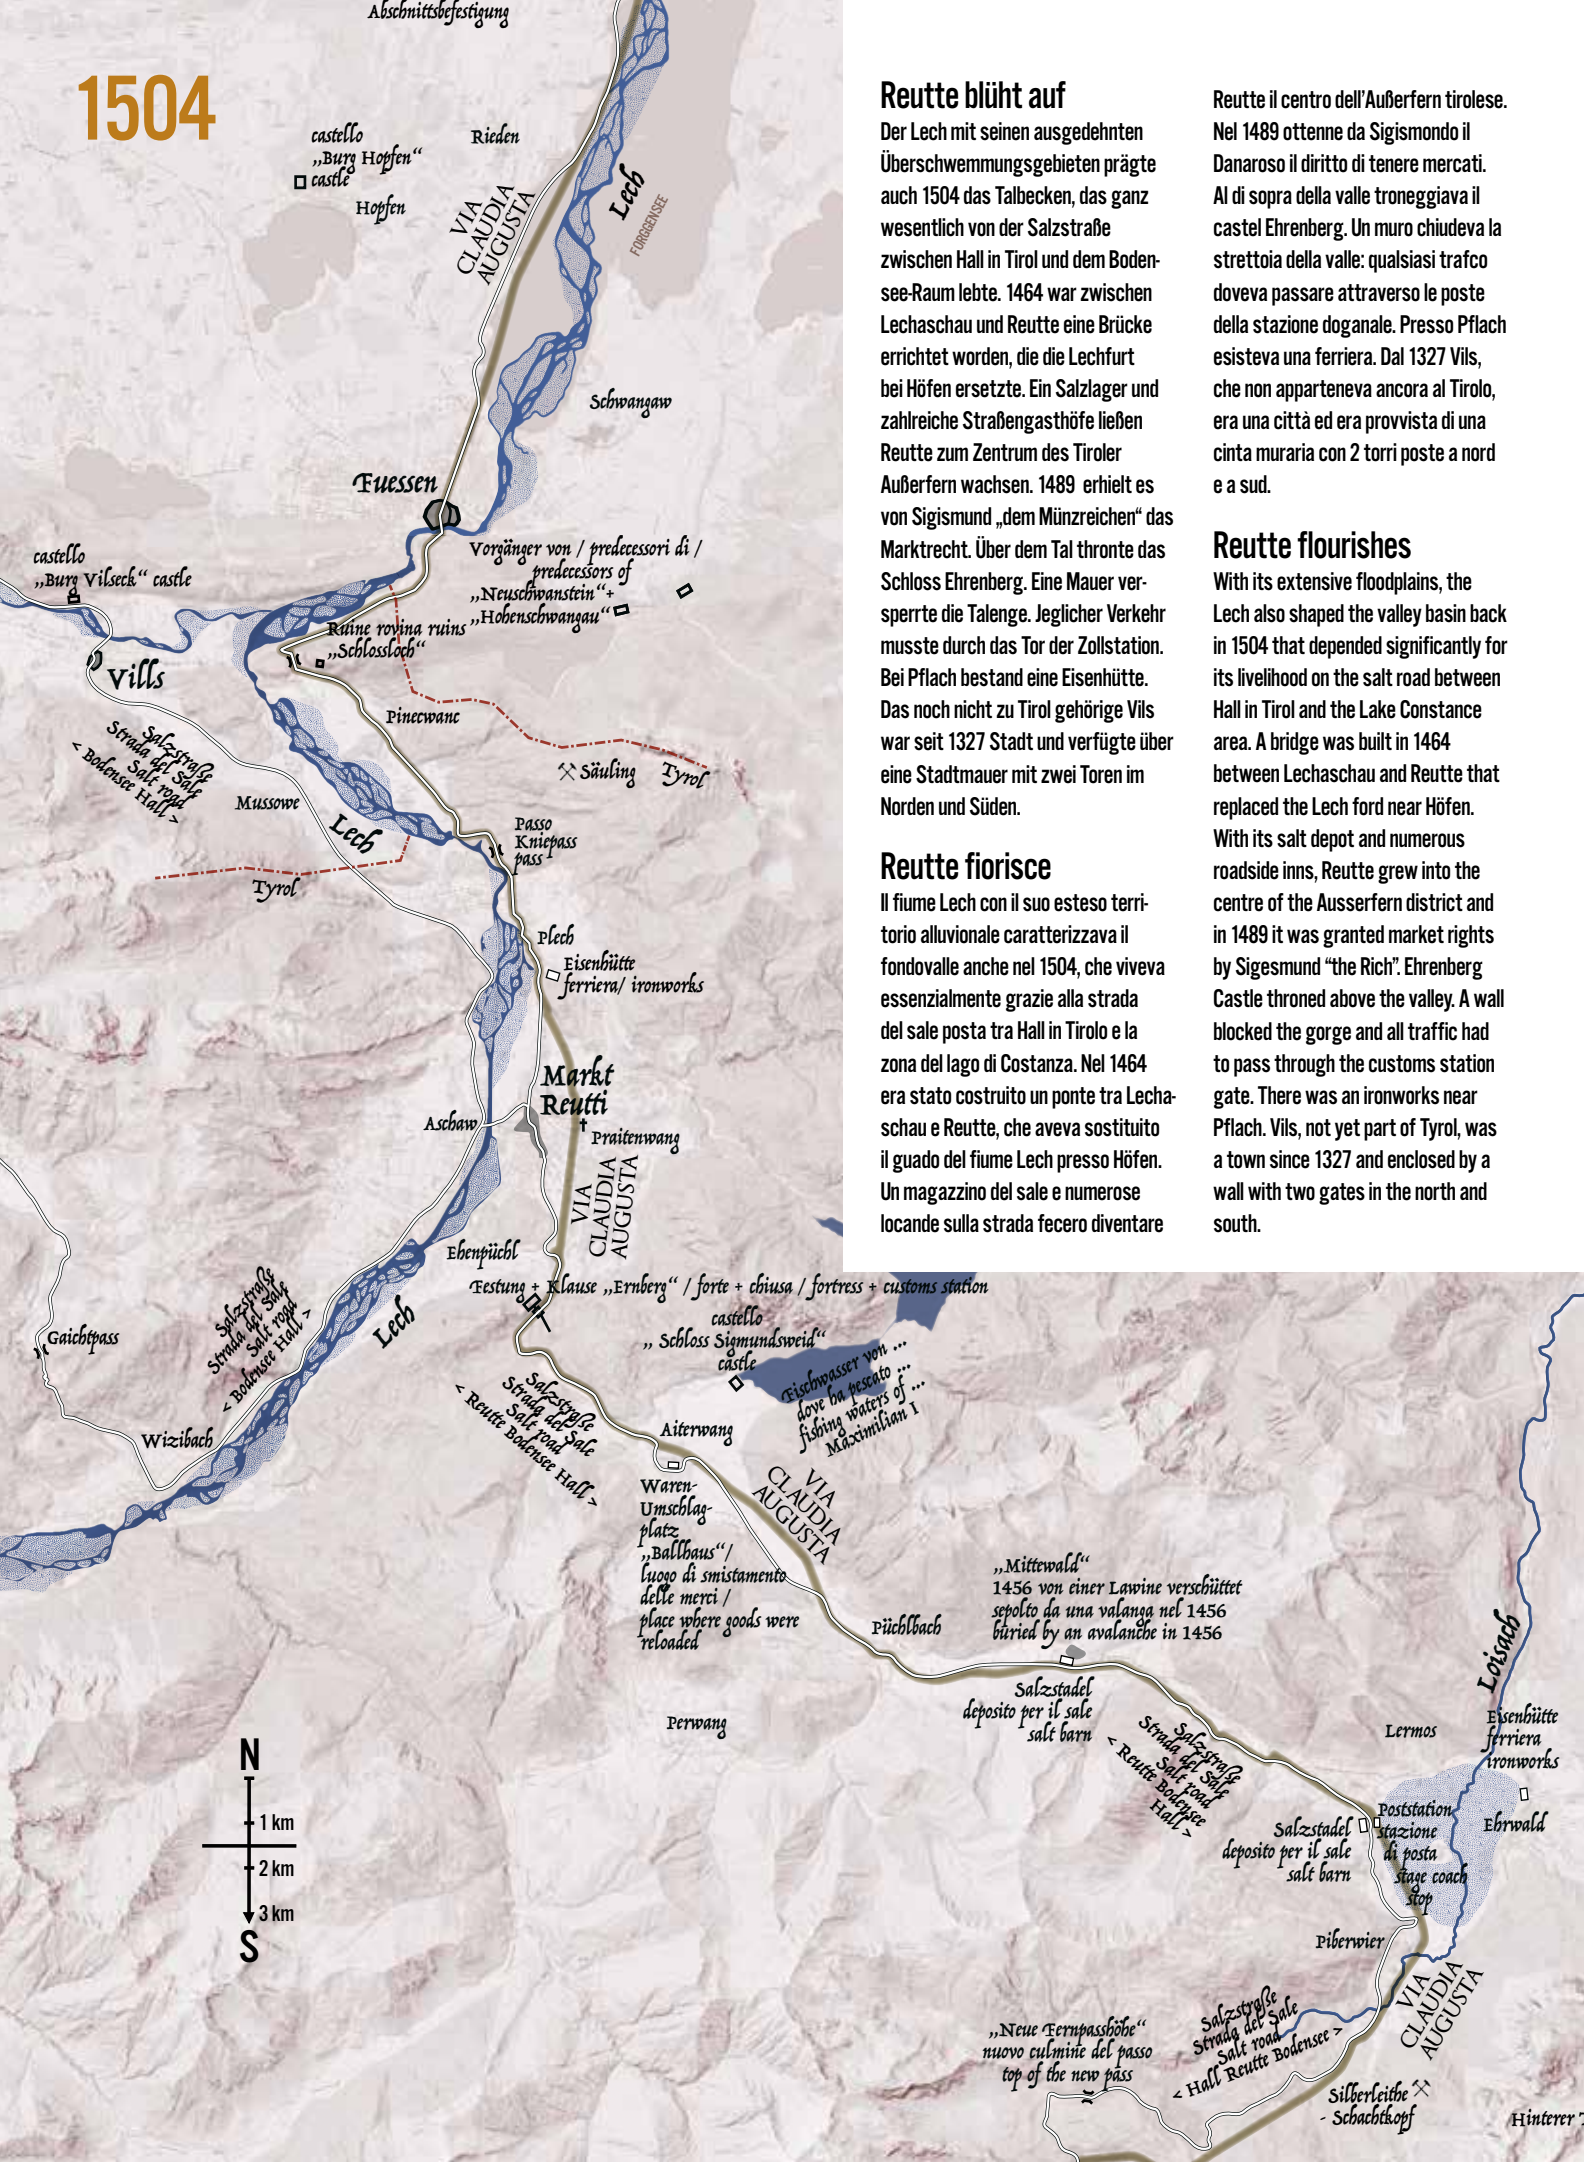 Abschnittsbefestigung
1504
castello
„Burg Hopfen“
castle
Rieden
Hopfen
VIA
CLAUDIA
AUGUSTA
Lech
FORGGENSEE
Schwangaw
Fuessen
castello
„Burg Vilseck“ castle
Vorgänger von / predecessori di /
predecessors of
„Neuschwanstein“+
„Hohenschwangau“
Ruine rovina ruins
„Schlossloch“
Vills
Pinecwanc
Salzstraße
Strada del Sale
Salt road
< Bodensee Hall >
Säuling
Tyrol
Mussowe
Lech
Passo
Kniepass
pass
Tyrol
Plech
Eisenhütte
ferriera/ ironworks
Markt
Reutti
Aschaw
Praitenwang
VIA
CLAUDIA
AUGUSTA
Ehenpüchl
Festung + Klause „Ernberg“ / forte + chiusa / fortress + customs station
Salzstraße
Strada del Sale
Salt road
< Bodensee Hall >
Lech
Gaichtpass
castello
„ Schloss Sigmundsweid“
castle
Fischwasser von ...
dove ha pescato ...
fishing waters of ...
Maximilian I
Salzstraße
Strada del Sale
Salt road
< Reutte Bodensee Hall >
Wizibach
Aiterwang
VIA
CLAUDIA
AUGUSTA
Waren-
Umschlag-
platz
„Ballhaus“/
luogo di smistamento
delle merci /
place where goods were
reloaded
„Mittewald“
1456 von einer Lawine verschüttet
sepolto da una valanga nel 1456
buried by an avalanche in 1456
Püchlbach
Salzstadel
deposito per il sale
salt barn
Perwang
Loisach
Salzstraße
Strada del Sale
Salt road
< Reutte Bodensee
Hall >
Lermos
Eisenhütte
ferriera
ironworks
Ehrwald
Poststation
stazione
di posta
stage coach
stop
Salzstadel
deposito per il sale
salt barn
N
1 km
2 km
3 km
S
Piberwier
VIA
CLAUDIA
AUGUSTA
Salzstraße
Strada del Sale
Salt road
< Hall Reutte Bodensee >
„Neue Fernpasshöhe“
nuovo culmine del passo
top of the new pass
Silberleithe
- Schachtkopf
Hinterer
Reutte blüht auf
Der Lech mit seinen ausgedehnten
Überschwemmungsgebieten prägte
auch 1504 das Talbecken, das ganz
wesentlich von der Salzstraße
zwischen Hall in Tirol und dem Boden-
see-Raum lebte. 1464 war zwischen
Lechaschau und Reutte eine Brücke
errichtet worden, die die Lechfurt
bei Höfen ersetzte. Ein Salzlager und
zahlreiche Straßengasthöfe ließen
Reutte zum Zentrum des Tiroler
Außerfern wachsen. 1489 erhielt es
von Sigismund „dem Münzreichen“ das
Marktrecht. Über dem Tal thronte das
Schloss Ehrenberg. Eine Mauer ver-
sperrte die Talenge. Jeglicher Verkehr
musste durch das Tor der Zollstation.
Bei Pflach bestand eine Eisenhütte.
Das noch nicht zu Tirol gehörige Vils
war seit 1327 Stadt und verfügte über
eine Stadtmauer mit zwei Toren im
Norden und Süden.
Reutte fiorisce
Il fiume Lech con il suo esteso terri-
torio alluvionale caratterizzava il
fondovalle anche nel 1504, che viveva
essenzialmente grazie alla strada
del sale posta tra Hall in Tirolo e la
zona del lago di Costanza. Nel 1464
era stato costruito un ponte tra Lecha-
schau e Reutte, che aveva sostituito
il guado del fiume Lech presso Höfen.
Un magazzino del sale e numerose
locande sulla strada fecero diventare
Reutte il centro dell’Außerfern tirolese.
Nel 1489 ottenne da Sigismondo il
Danaroso il diritto di tenere mercati.
Al di sopra della valle troneggiava il
castel Ehrenberg. Un muro chiudeva la
strettoia della valle: qualsiasi trafco
doveva passare attraverso le poste
della stazione doganale. Presso Pflach
esisteva una ferriera. Dal 1327 Vils,
che non apparteneva ancora al Tirolo,
era una città ed era provvista di una
cinta muraria con 2 torri poste a nord
e a sud.
Reutte flourishes
With its extensive floodplains, the
Lech also shaped the valley basin back
in 1504 that depended significantly for
its livelihood on the salt road between
Hall in Tirol and the Lake Constance
area. A bridge was built in 1464
between Lechaschau and Reutte that
replaced the Lech ford near Höfen.
With its salt depot and numerous
roadside inns, Reutte grew into the
centre of the Ausserfern district and
in 1489 it was granted market rights
by Sigesmund “the Rich”. Ehrenberg
Castle throned above the valley. A wall
blocked the gorge and all traffic had
to pass through the customs station
gate. There was an ironworks near
Pflach. Vils, not yet part of Tyrol, was
a town since 1327 and enclosed by a
wall with two gates in the north and
south.